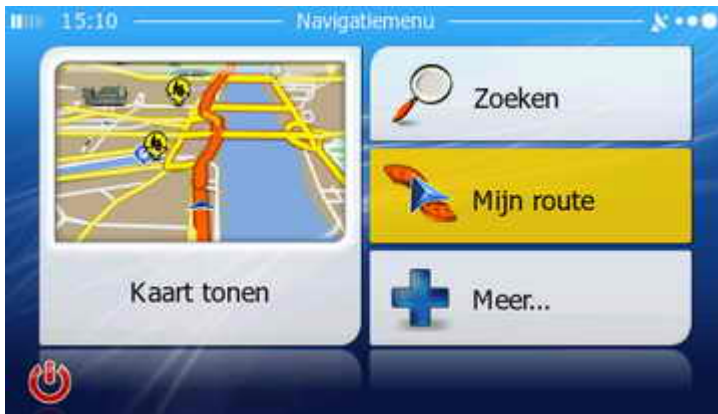 15:10 Navigatiemenu
Zoeken
Mijn route
Kaart tonen
Meer...